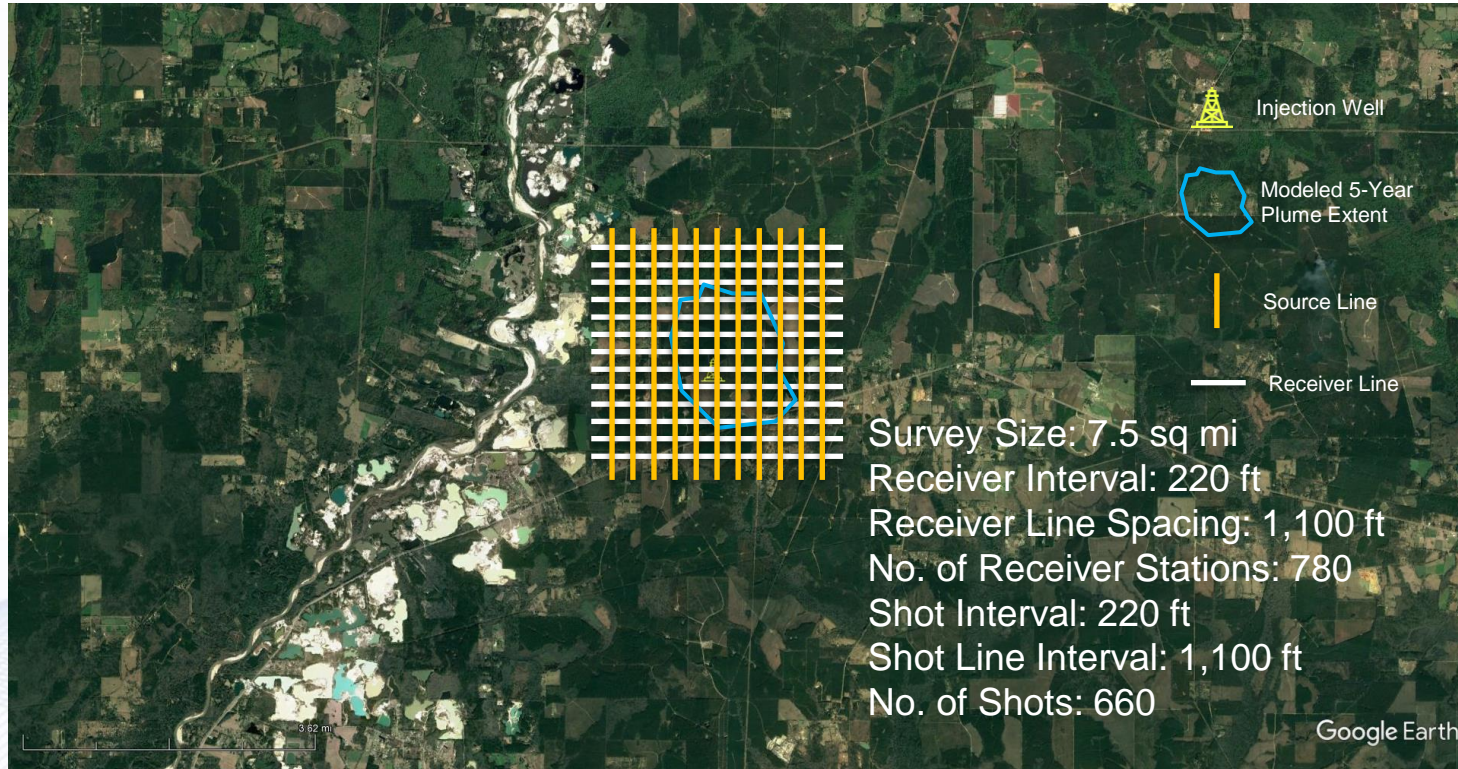 Injection Well
Modeled 5-Year
Plume Extent
Source Line
Receiver Line
Survey Size: 7.5 sq mi
Receiver Interval: 220 ft
Receiver Line Spacing: 1,100 ft
No. of Receiver Stations: 780
Shot Interval: 220 ft
Shot Line Interval: 1,100 ft
No. of Shots: 660
3.62 mi
Google Earth